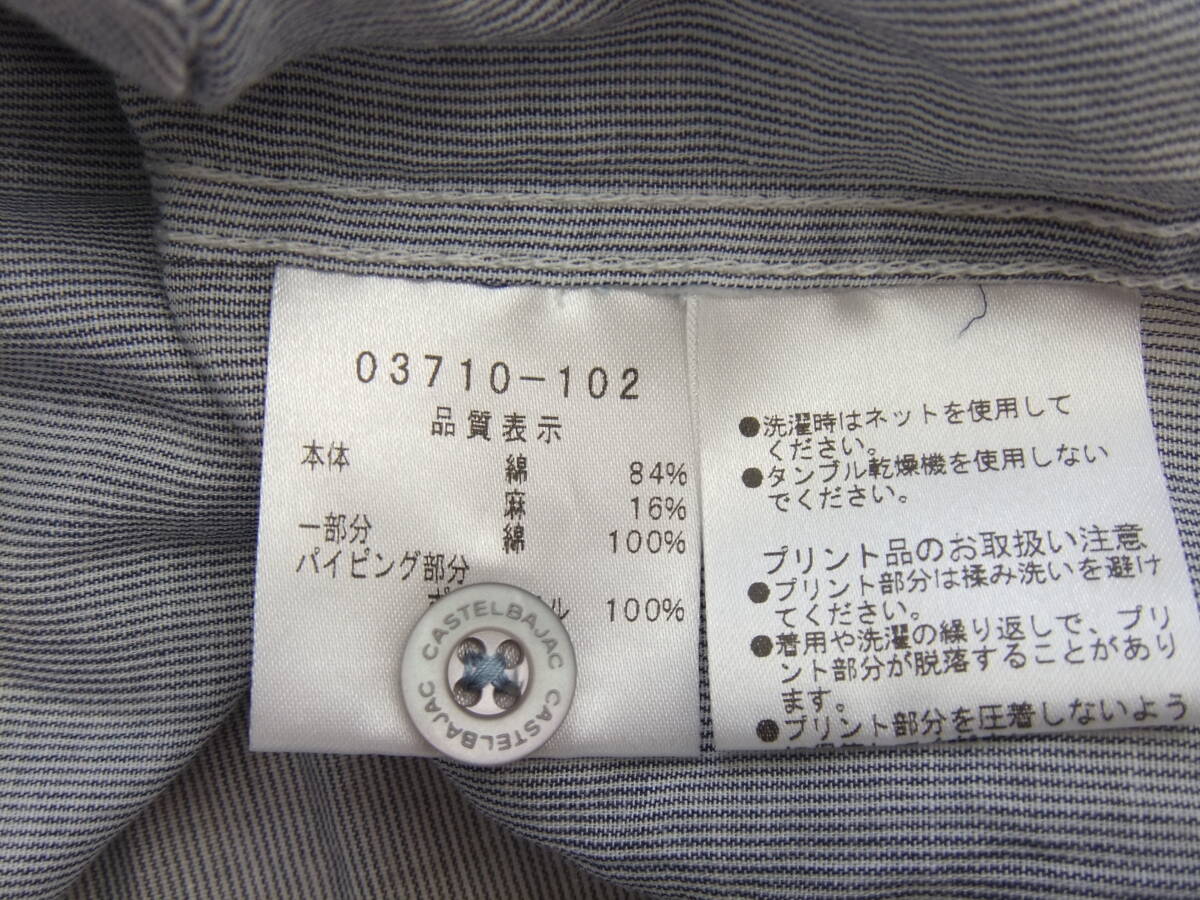 03710-102
品質表示
本体 綿 84%
麻 16%
一部分 綿 100%
パイピング部分
ポ ル 100%
CASTELBAJAC CASTELBAJAC
●洗濯時はネットを使用して
ください。
●タンブル乾燥機を使用しない
でください。
プリント品のお取扱い注意
●プリント部分は揉み洗いを避け
てください。
●着用や洗濯の繰り返しで、プリ
ント部分が脱落することがあり
ます。
●プリント部分を圧着しないよう